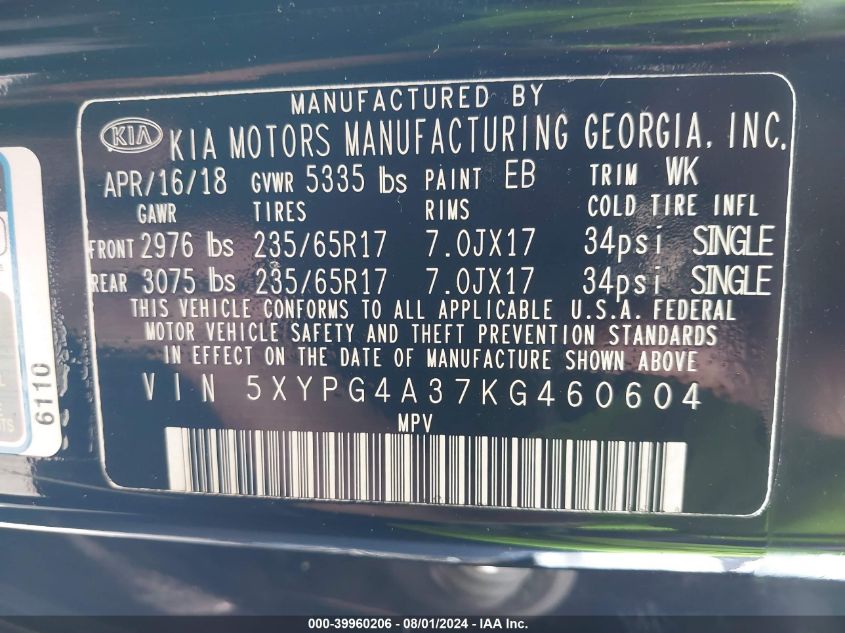 MANUFACTURED BY
KIA KIA MOTORS MANUFACTURING GEORGIA, INC.
APR/16/18 GVWR 5335 lbs PAINT EB TRIM WK
GAWR TIRES RIMS COLD TIRE INFL
FRONT 2976 lbs 235/65R17 7.0JX17 34psi SINGLE
REAR 3075 lbs 235/65R17 7.0JX17 34psi SINGLE
THIS VEHICLE CONFORMS TO ALL APPLICABLE U.S.A. FEDERAL
MOTOR VEHICLE SAFETY AND THEFT PREVENTION STANDARDS
IN EFFECT ON THE DATE OF MANUFACTURE SHOWN ABOVE
VIN 5XYPG4A37KG460604
MPV
6110
000-39960206 - 08/01/2024 - IAA Inc.